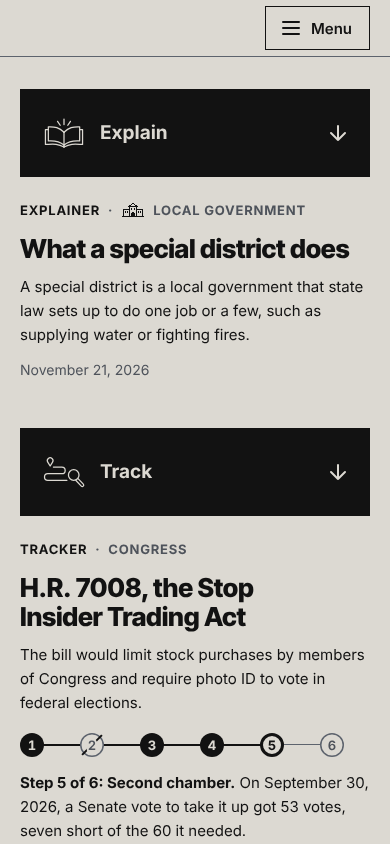 Menu
Explain
EXPLAINER · LOCAL GOVERNMENT
What a special district does
A special district is a local government that state
law sets up to do one job or a few, such as
supplying water or fighting fires.
November 21, 2026
Track
TRACKER · CONGRESS
H.R. 7008, the Stop
Insider Trading Act
The bill would limit stock purchases by members
of Congress and require photo ID to vote in
federal elections.
1 2 3 4 5 6
Step 5 of 6: Second chamber. On September 30,
2026, a Senate vote to take it up got 53 votes,
seven short of the 60 it needed.